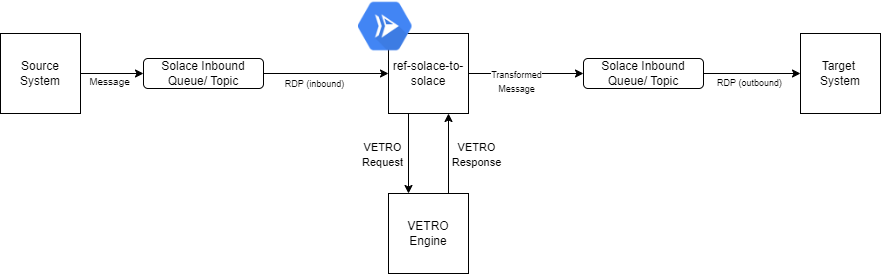 Source
System
Message
Solace Inbound
Queue/ Topic
RDP (inbound)
ref-solace-to-
solace
Transformed
Message
Solace Inbound
Queue/ Topic
RDP (outbound)
Target
System
VETRO
Request
VETRO
Response
VETRO
Engine